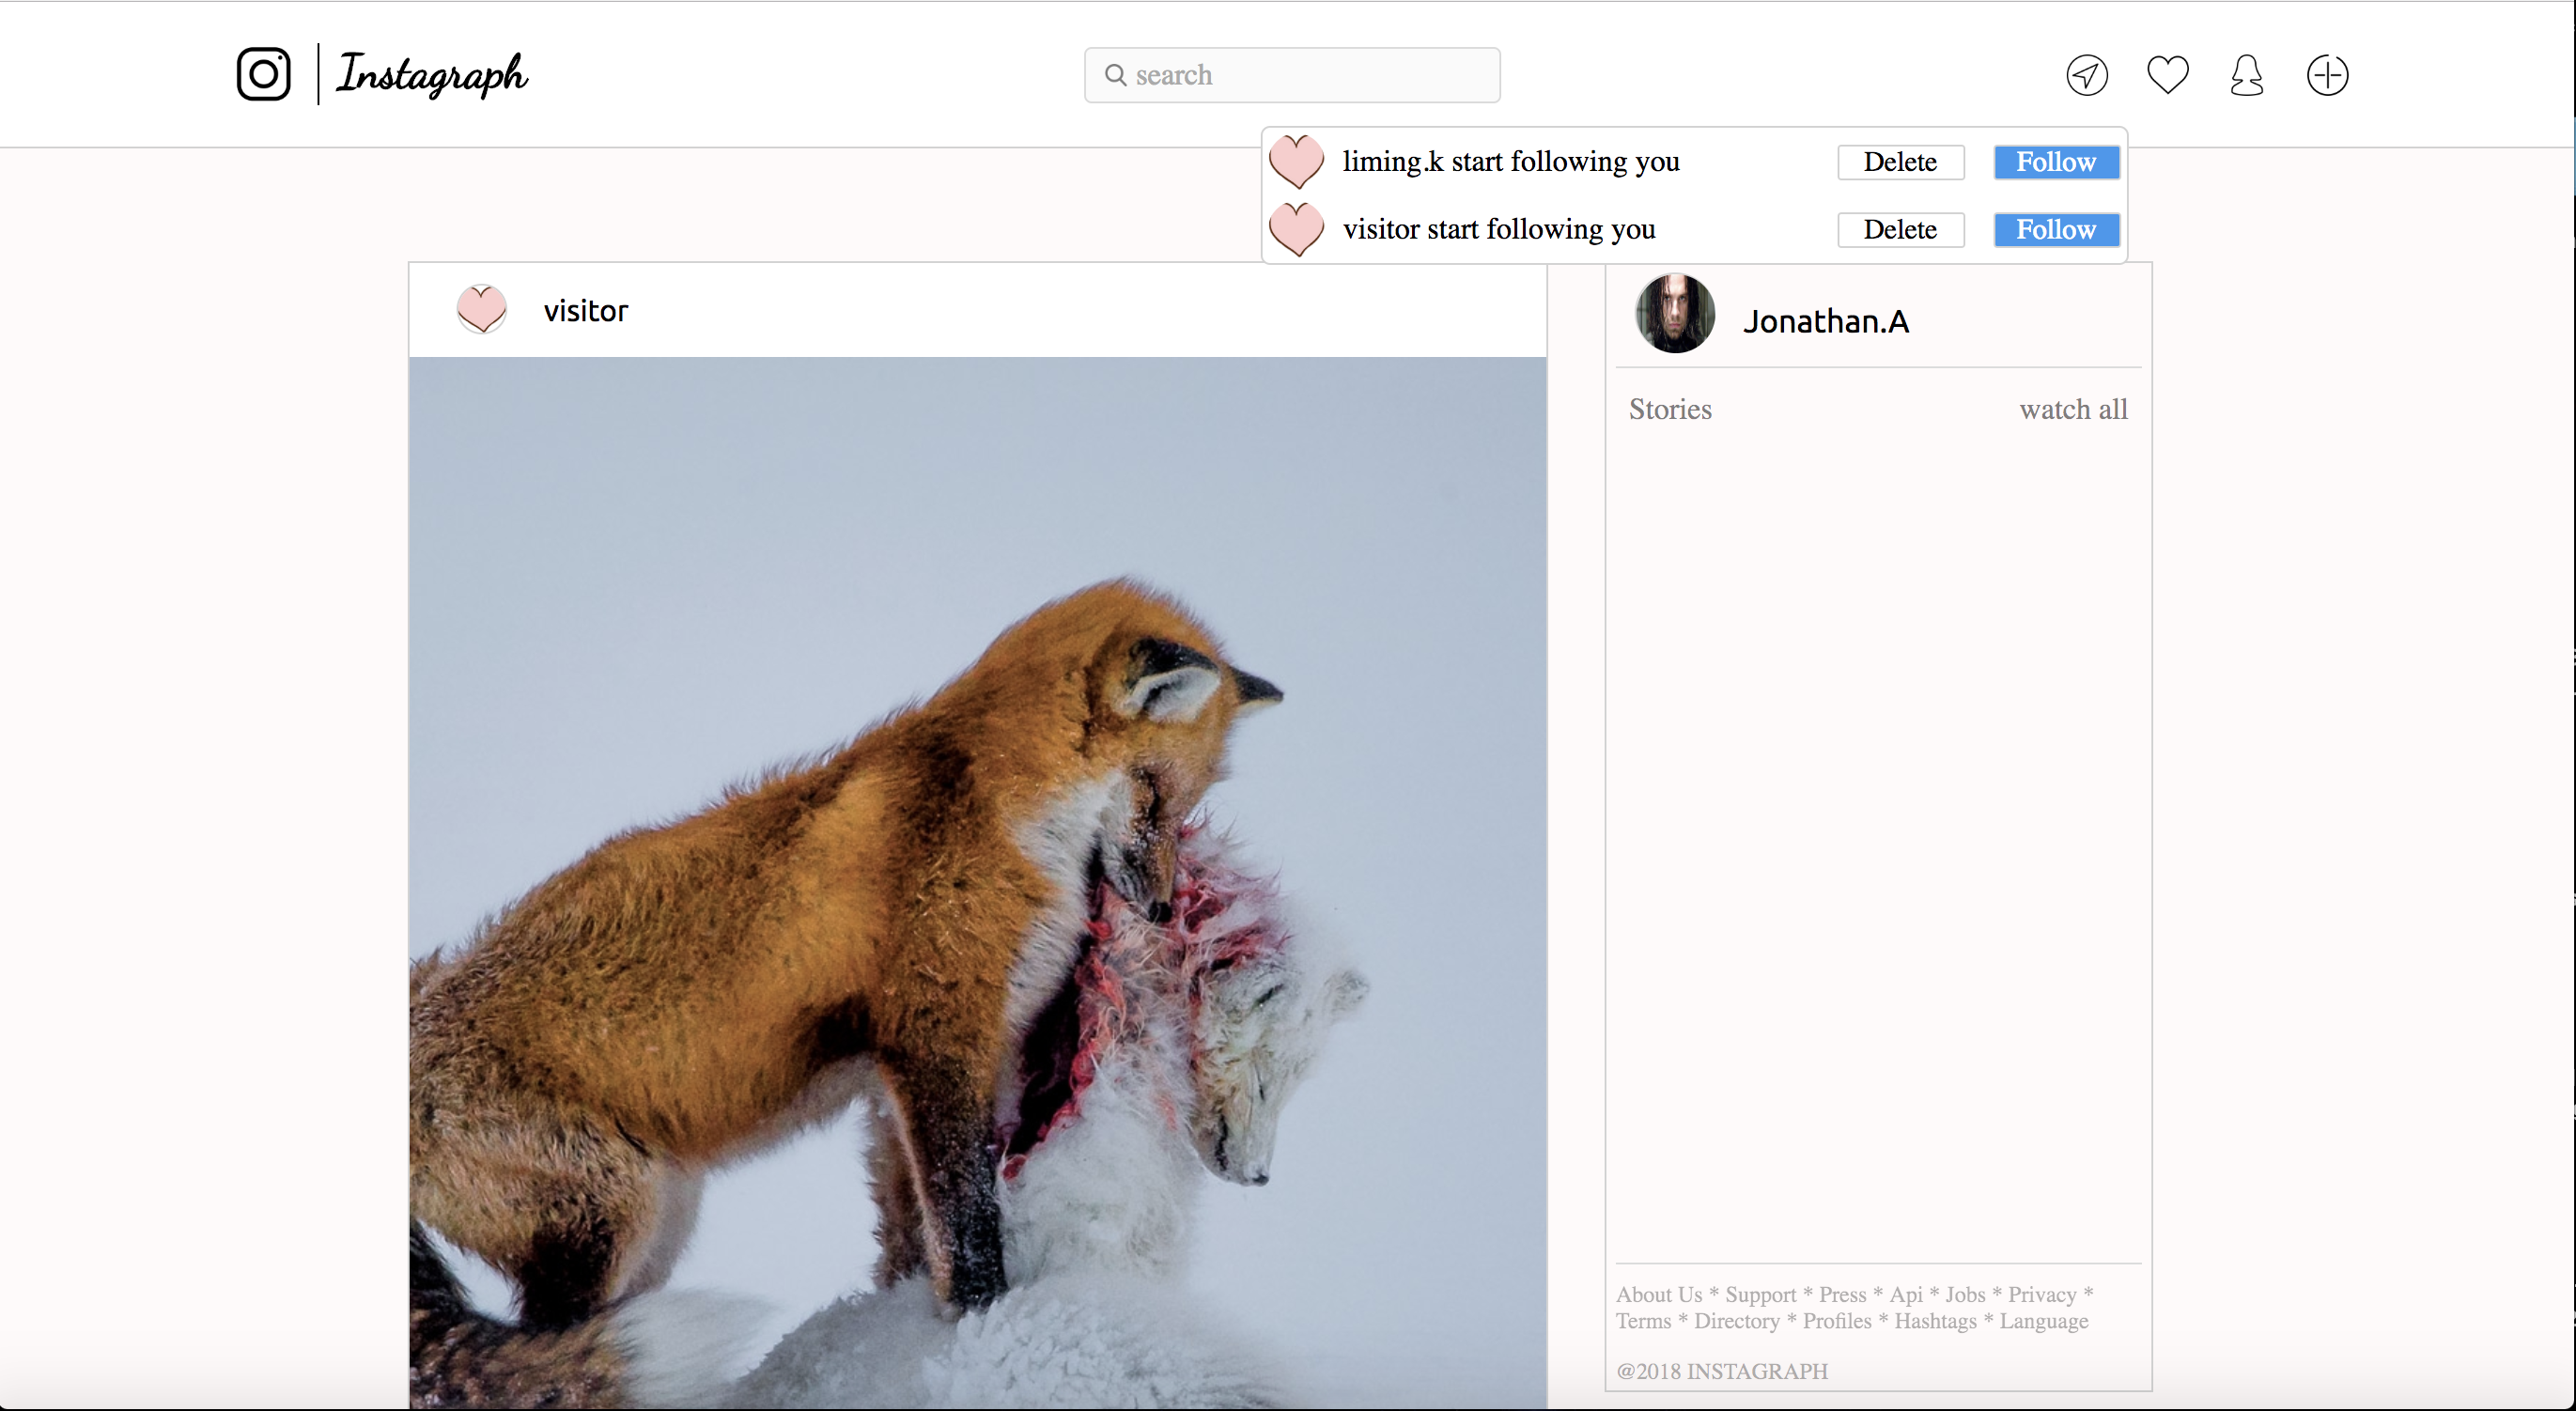 Instagraph
search
liming.k start following you Delete Follow
visitor start following you Delete Follow
visitor
Jonathan.A
Stories watch all
About Us * Support * Press * Api * Jobs * Privacy *
Terms * Directory * Profiles * Hashtags * Language
@2018 INSTAGRAPH